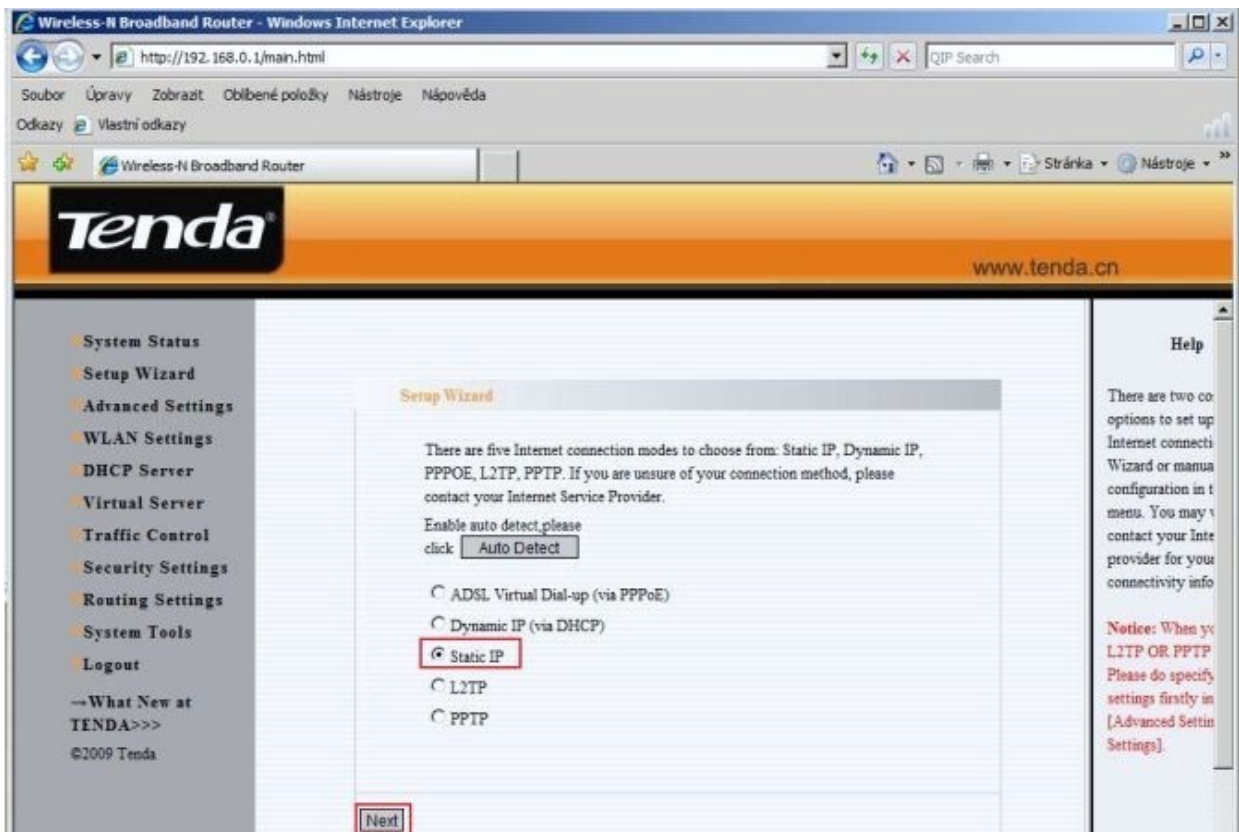 Wireless-N Broadband Router - Windows Internet Explorer
http://192.168.0.1/main.html
QIP Search
Soubor Úpravy Zobrazit Oblíbené položky Nástroje Nápověda
Odkazy Vlastní odkazy
Wireless-N Broadband Router
Stránka Nástroje
Tenda®
www.tenda.cn
System Status
Setup Wizard
Advanced Settings
WLAN Settings
DHCP Server
Virtual Server
Traffic Control
Security Settings
Routing Settings
System Tools
Logout
→What New at
TENDA>>>
©2009 Tenda
Setup Wizard
There are five Internet connection modes to choose from: Static IP, Dynamic IP,
PPPOE, L2TP, PPTP. If you are unsure of your connection method, please
contact your Internet Service Provider.
Enable auto detect,please
click Auto Detect
ADSL Virtual Dial-up (via PPPoE)
Dynamic IP (via DHCP)
Static IP
L2TP
PPTP
Next
Help
There are two co
options to set up
Internet connecti
Wizard or manua
configuration in t
menu. You may
contact your Inte
provider for your
connectivity info
Notice: When yo
L2TP OR PPTP
Please do specify
settings firstly in
[Advanced Settin
Settings].